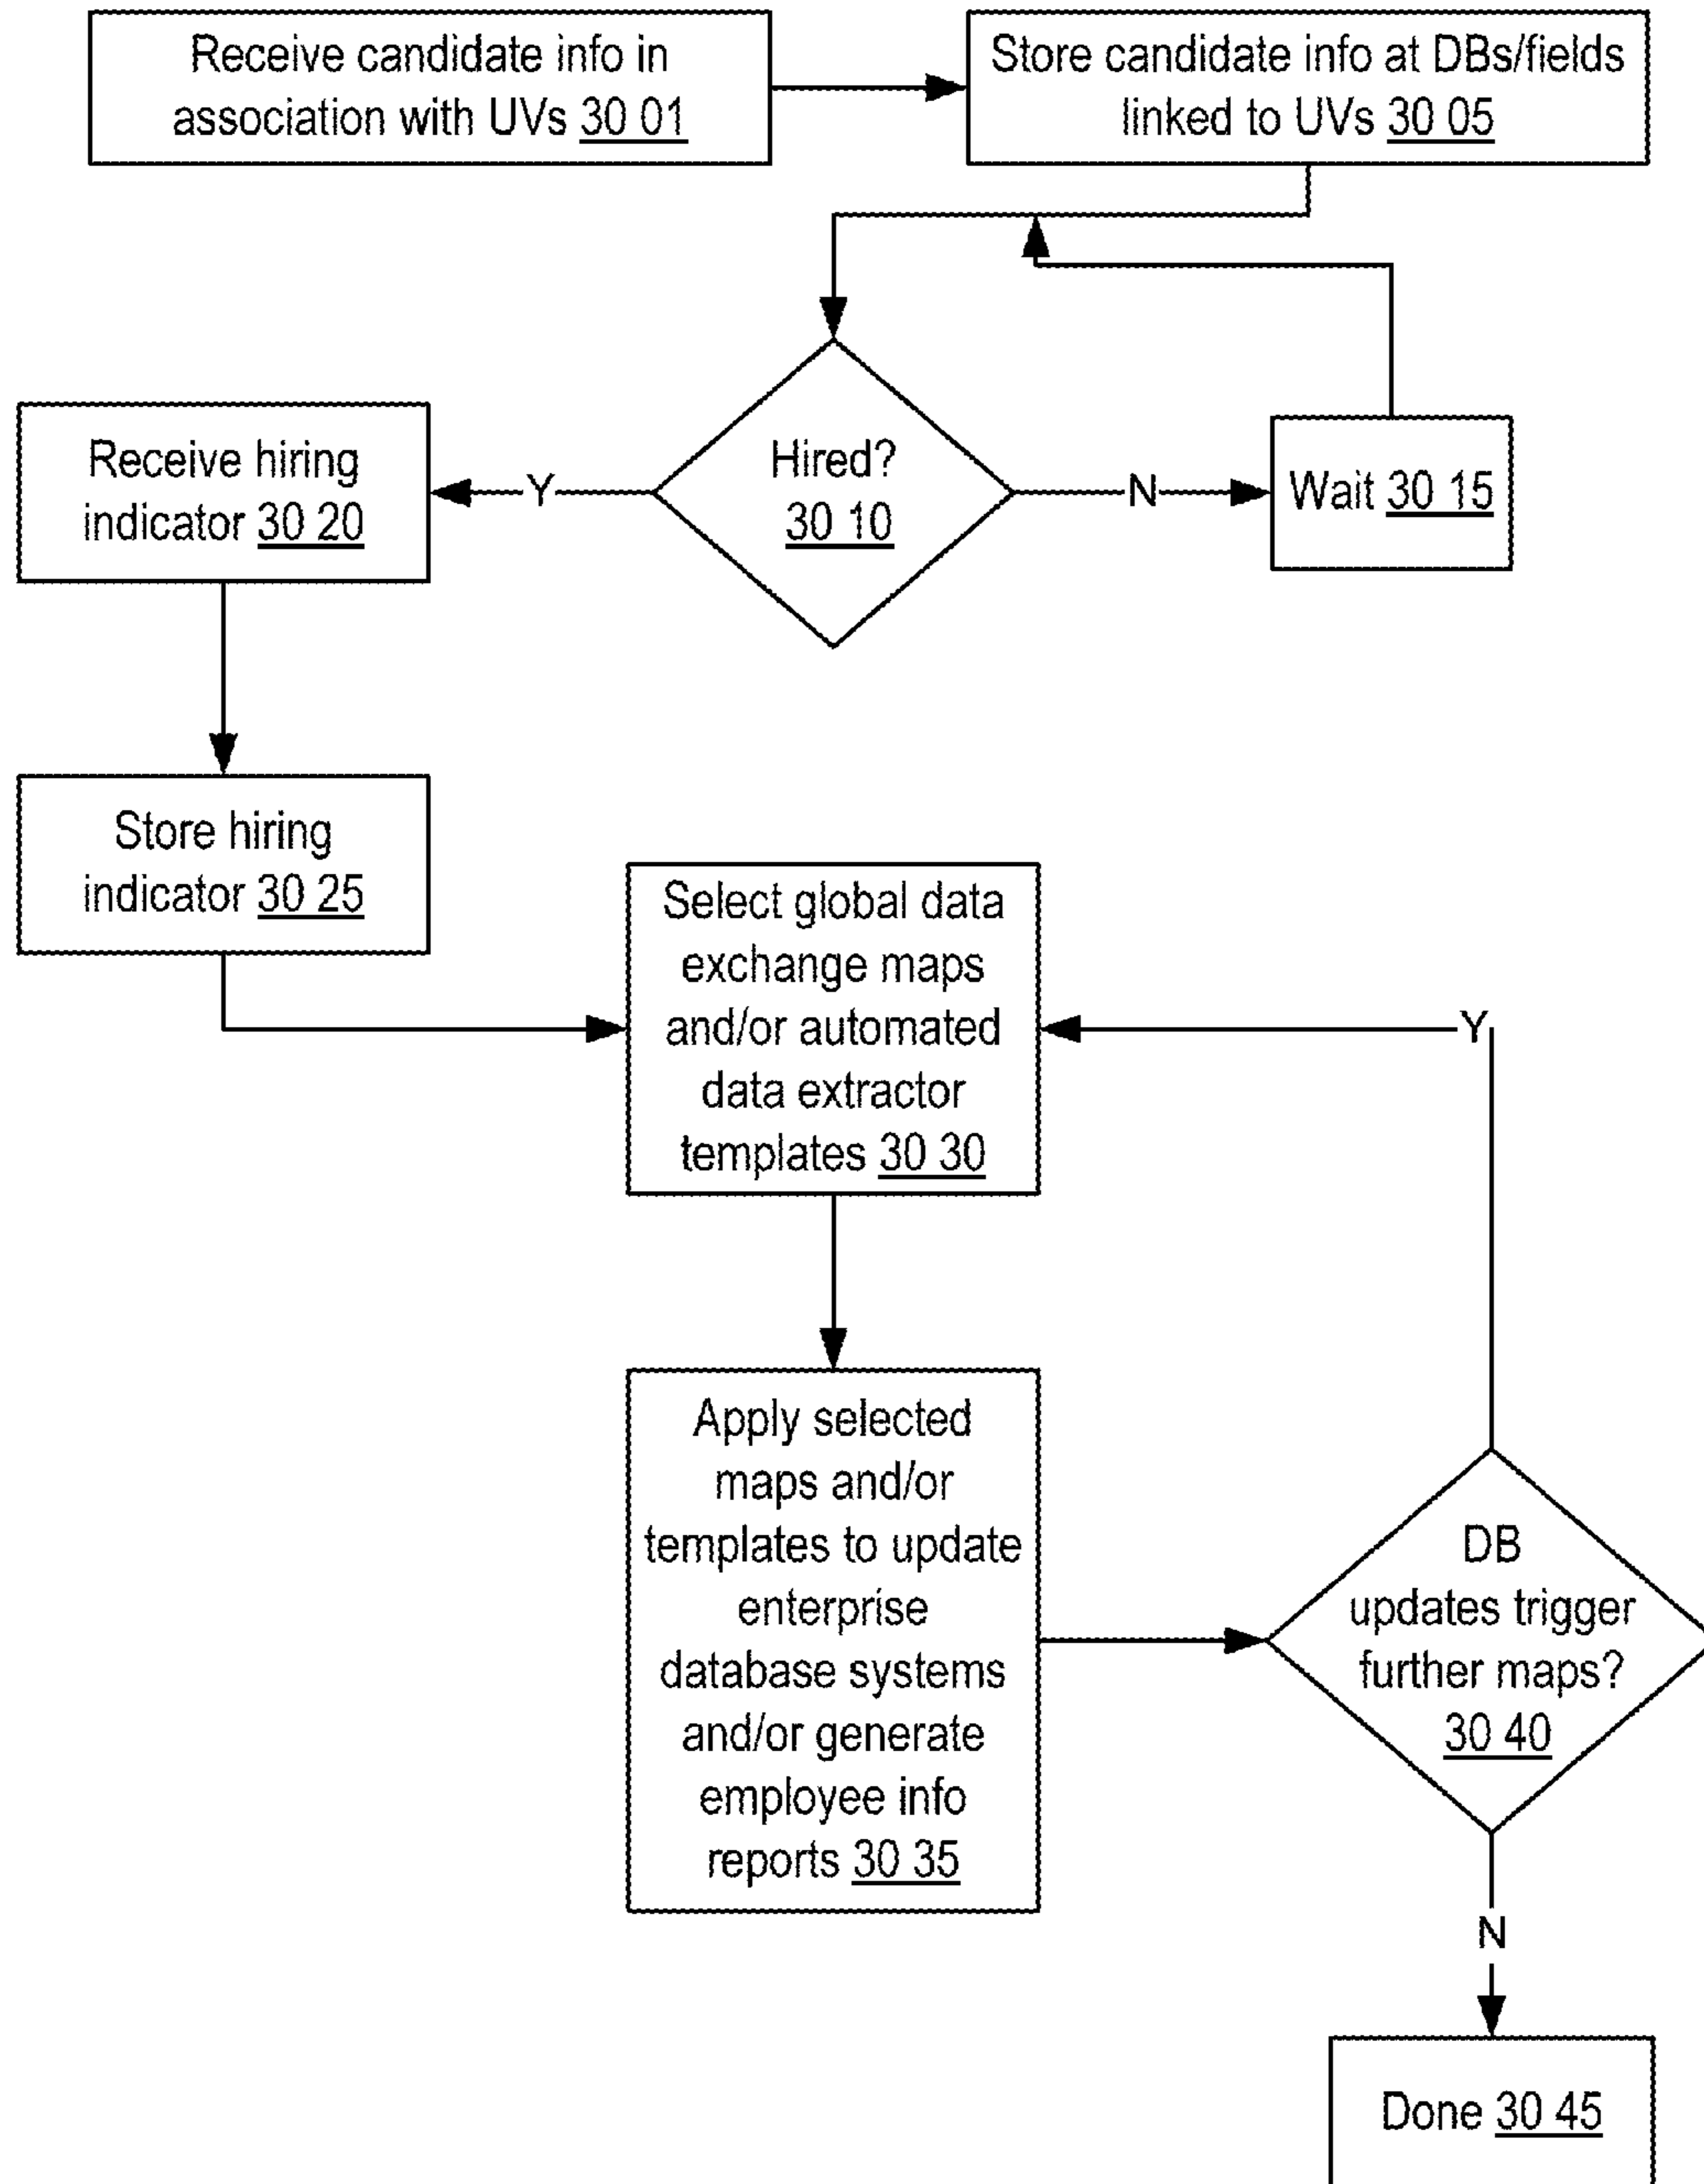 Receive candidate info in
association with UVs 30 01
Store candidate info at DBs/fields
linked to UVs 30 05
Hired?
30 10
Y
N
Receive hiring
indicator 30 20
Wait 30 15
Store hiring
indicator 30 25
Select global data
exchange maps
and/or automated
data extractor
templates 30 30
Y
Apply selected
maps and/or
templates to update
enterprise
database systems
and/or generate
employee info
reports 30 35
DB
updates trigger
further maps?
30 40
N
Done 30 45